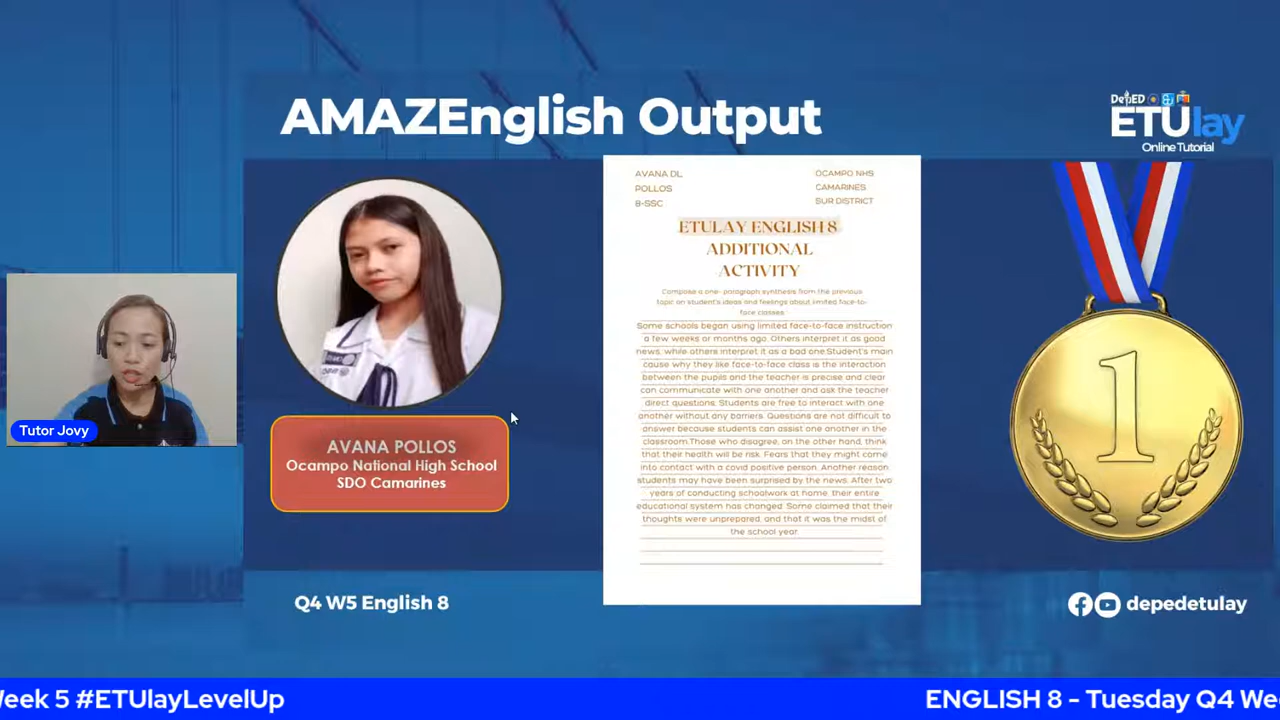 AMAZEnglish Output
DepED
ETUlay
Online Tutorial
AVANA DL
POLLOS
8-SSC
OCAMPO NHS
CAMARINES
SUR DISTRICT
ETULAY ENGLISH 8
ADDITIONAL
ACTIVITY
Compose a one- paragraph synthesis from the previous
topic on student's ideas and feelings about limited face-to-
face classes.
Some schools began using limited face-to-face instruction
a few weeks or months ago. Others interpret it as good
news, while others interpret it as a bad one.Student's main
cause why they like face-to-face class is the interaction
between the pupils and the teacher is precise and clear
can communicate with one another and ask the teacher
direct questions. Students are free to interact with one
another without any barriers. Questions are not difficult to
answer because students can assist one another in the
classroom.Those who disagree, on the other hand, think
that their health will be risk. Fears that they might come
into contact with a covid positive person. Another reason
students may have been surprised by the news. After two
years of conducting schoolwork at home, their entire
educational system has changed. Some claimed that their
thoughts were unprepared, and that it was the midst of
the school year.
1
Tutor Jovy
AVANA POLLOS
Ocampo National High School
SDO Camarines
Q4 W5 English 8
depedetulay
Week 5 #ETUlayLevelUp
ENGLISH 8 - Tuesday Q4 We